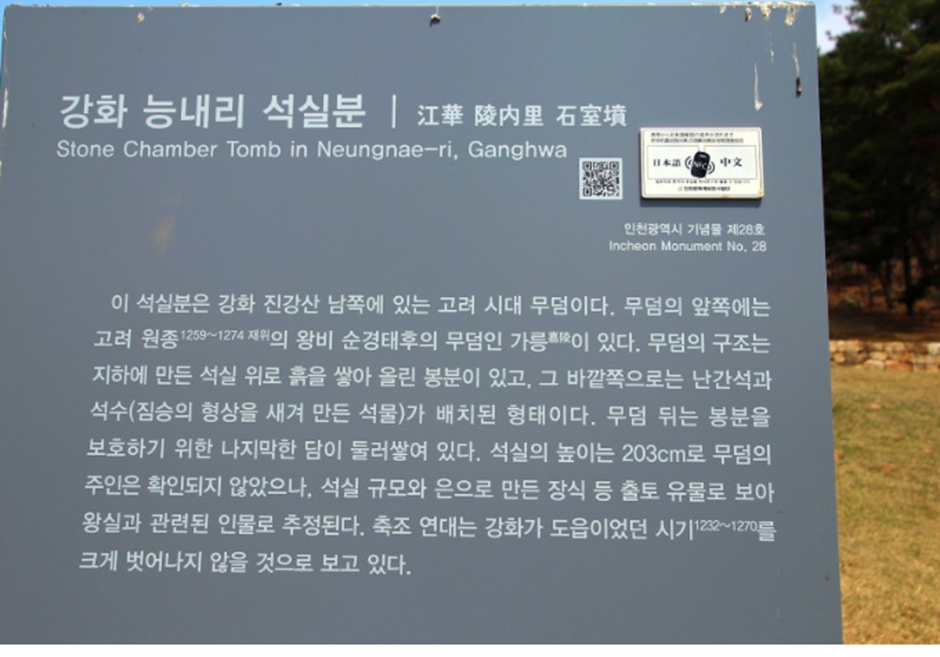 강화 능내리 석실분 | 江華 陵内里 石室墳
Stone Chamber Tomb in Neungnae-ri, Ganghwa
日本語 NFC 中文
인천광역시 기념물 제28호
Incheon Monument No. 28
이 석실분은 강화 진강산 남쪽에 있는 고려 시대 무덤이다. 무덤의 앞쪽에는
고려 원종1259~1274 재위의 왕비 순경태후의 무덤인 가릉嘉陵이 있다. 무덤의 구조는
지하에 만든 석실 위로 흙을 쌓아 올린 봉분이 있고, 그 바깥쪽으로는 난간석과
석수(짐승의 형상을 새겨 만든 석물)가 배치된 형태이다. 무덤 뒤는 봉분을
보호하기 위한 나지막한 담이 둘러쌓여 있다. 석실의 높이는 203cm로 무덤의
주인은 확인되지 않았으나, 석실 규모와 은으로 만든 장식 등 출토 유물로 보아
왕실과 관련된 인물로 추정된다. 축조 연대는 강화가 도읍이었던 시기1232~1270를
크게 벗어나지 않을 것으로 보고 있다.